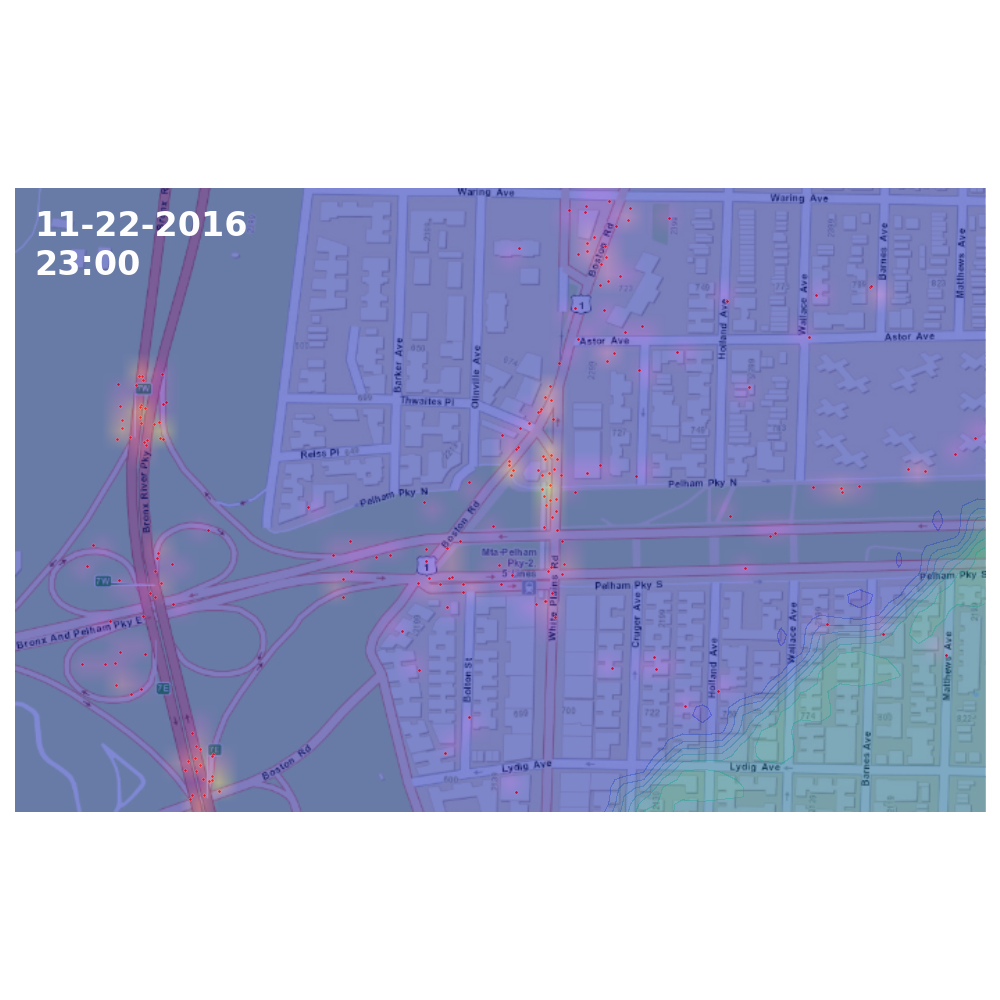 Waring Ave
Waring Ave
11-22-2016
23:00
Boston Rd
Barnes Ave
Matthews Ave
1
Wallace Ave
Holland Ave
Astor Ave
Astor Ave
Barker Ave
Olinville Ave
7W
Thwaites Pl
Reiss Pl
Bronx River Pky
Pelham Pky N
Pelham Pky N
Boston Rd
Mta-Pelham
Pky-2,
5 Lines
1
7W
Pelham Pky S
Pelham Pky S
White Plains Rd
Cruger Ave
Wallace Ave
Holland Ave
Matthews Ave
Bronx And Pelham Pky E
Bolton St
7E
Boston Rd
Lydig Ave
Lydig Ave
Barnes Ave